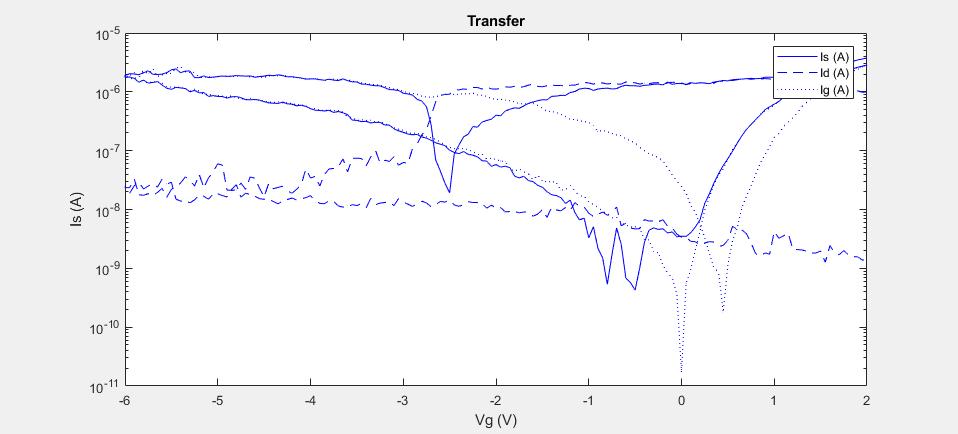 Transfer
Is (A)
Id (A)
Ig (A)
10^-5
10^-6
10^-7
10^-8
10^-9
10^-10
10^-11
Is (A)
-6 -5 -4 -3 -2 -1 0 1 2
Vg (V)